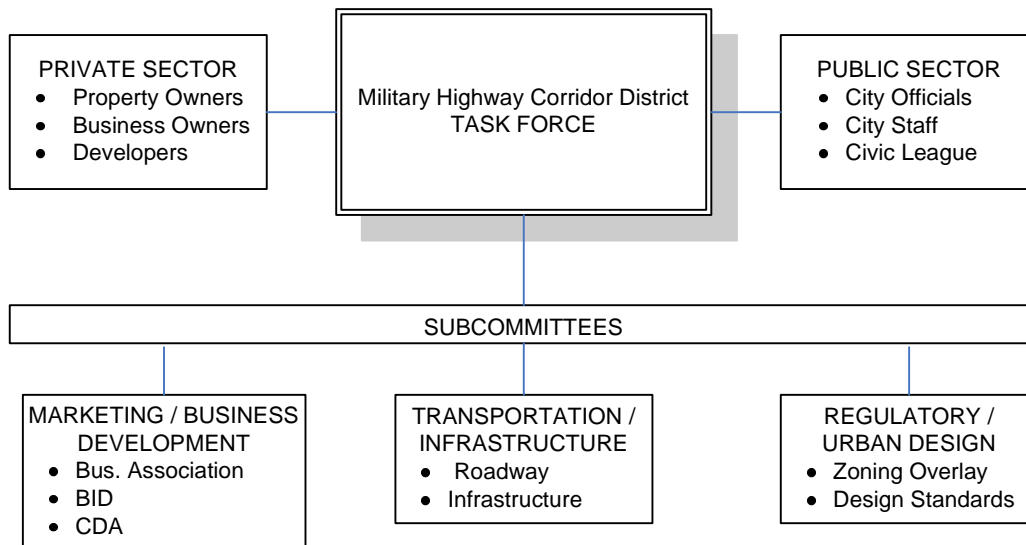 PRIVATE SECTOR
● Property Owners
● Business Owners
● Developers
Military Highway Corridor District
TASK FORCE
PUBLIC SECTOR
● City Officials
● City Staff
● Civic League
SUBCOMMITTEES
MARKETING / BUSINESS
DEVELOPMENT
● Bus. Association
● BID
● CDA
TRANSPORTATION /
INFRASTRUCTURE
● Roadway
● Infrastructure
REGULATORY /
URBAN DESIGN
● Zoning Overlay
● Design Standards